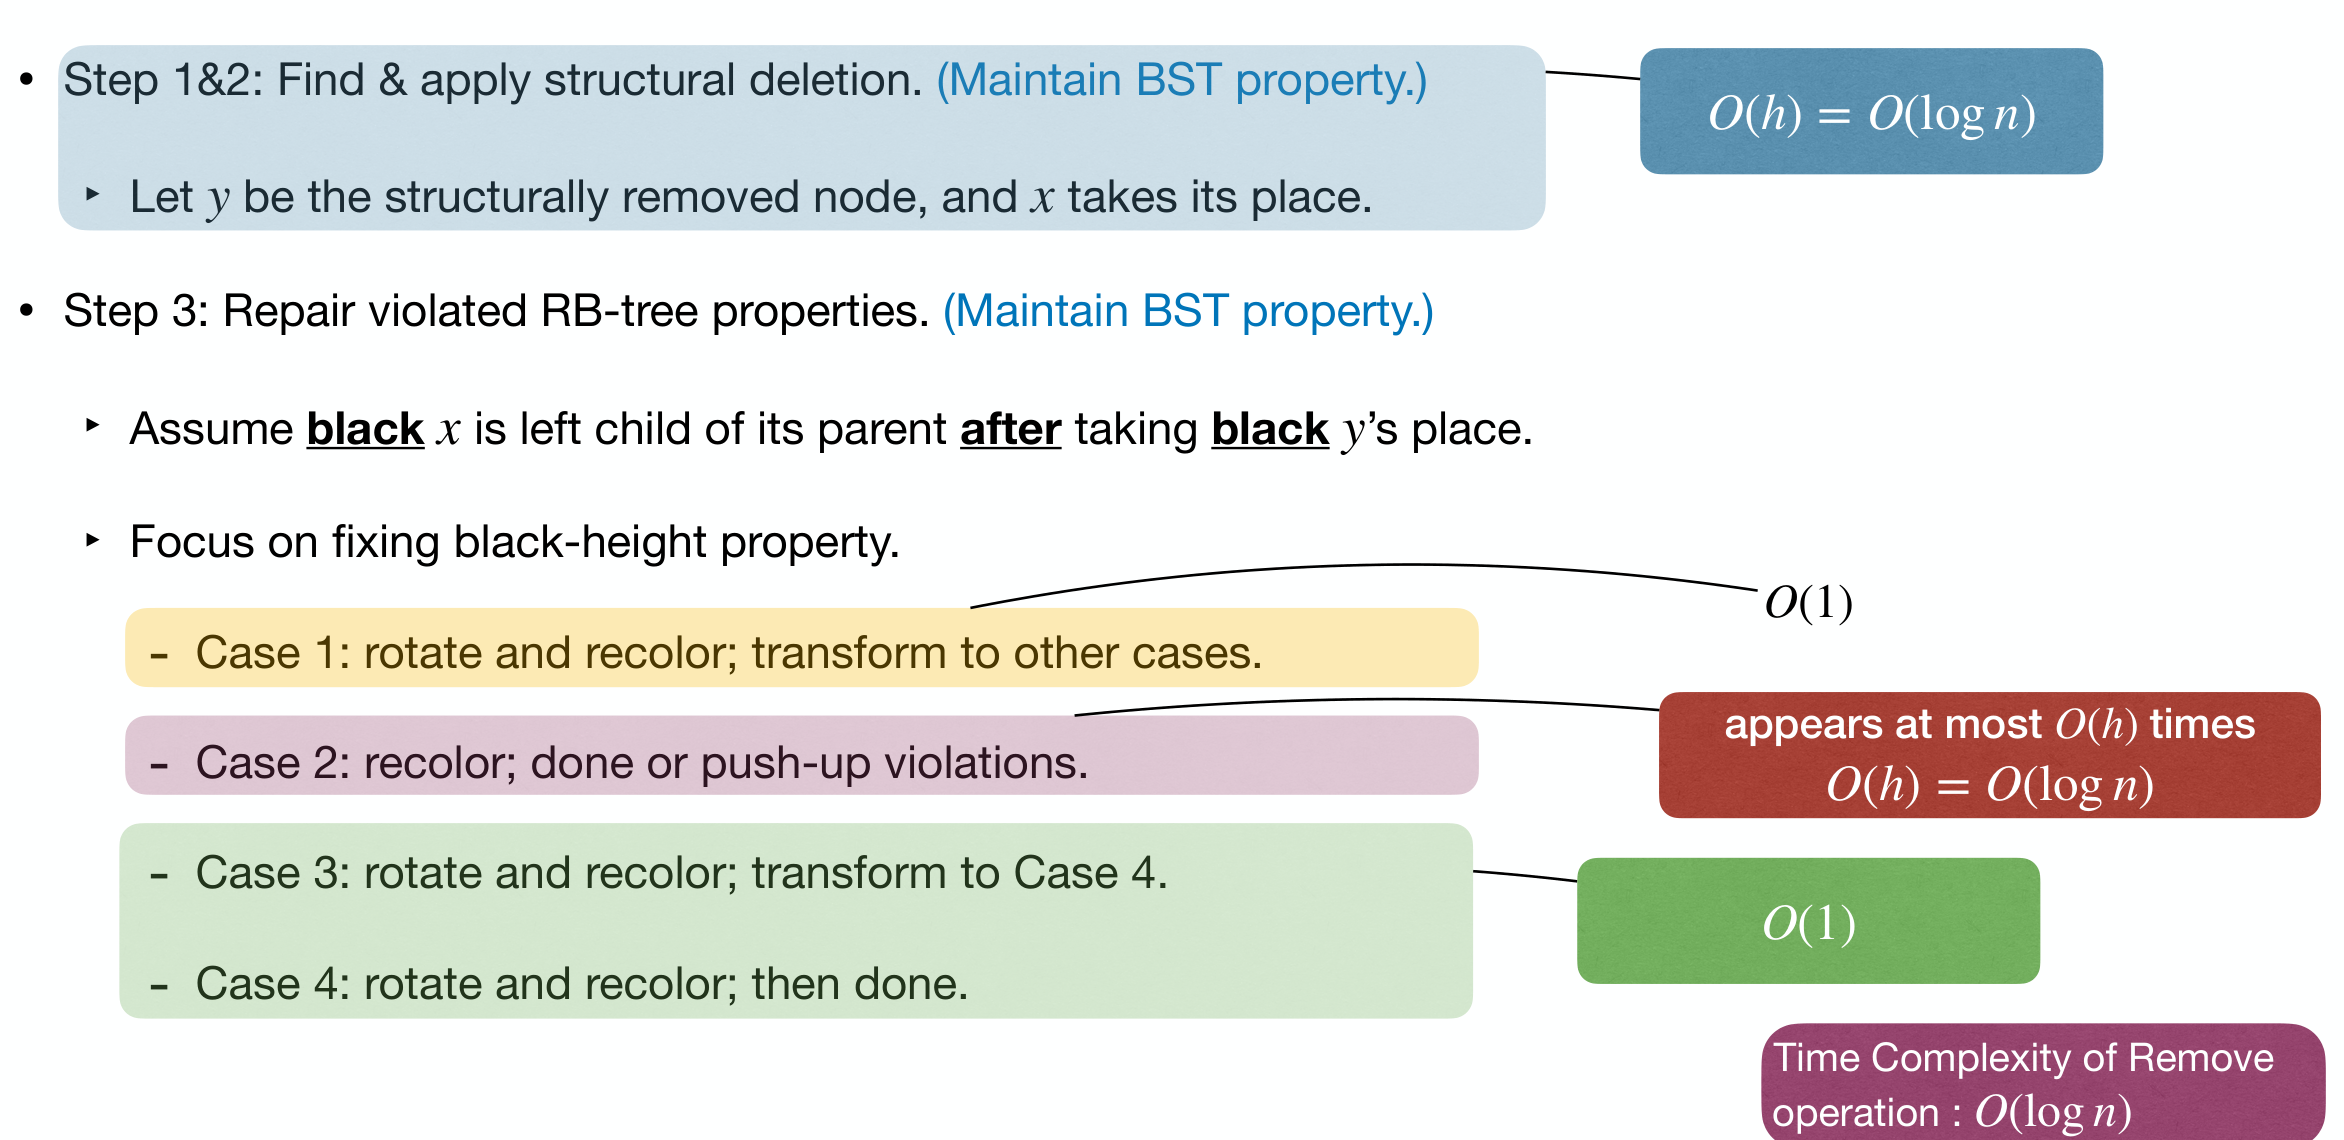 • Step 1&2: Find & apply structural deletion. (Maintain BST property.)
O(h) = O(log n)
‣ Let y be the structurally removed node, and x takes its place.
• Step 3: Repair violated RB-tree properties. (Maintain BST property.)
‣ Assume black x is left child of its parent after taking black y’s place.
‣ Focus on fixing black-height property.
O(1)
- Case 1: rotate and recolor; transform to other cases.
- Case 2: recolor; done or push-up violations.
appears at most O(h) times
O(h) = O(log n)
- Case 3: rotate and recolor; transform to Case 4.
O(1)
- Case 4: rotate and recolor; then done.
Time Complexity of Remove
operation : O(log n)